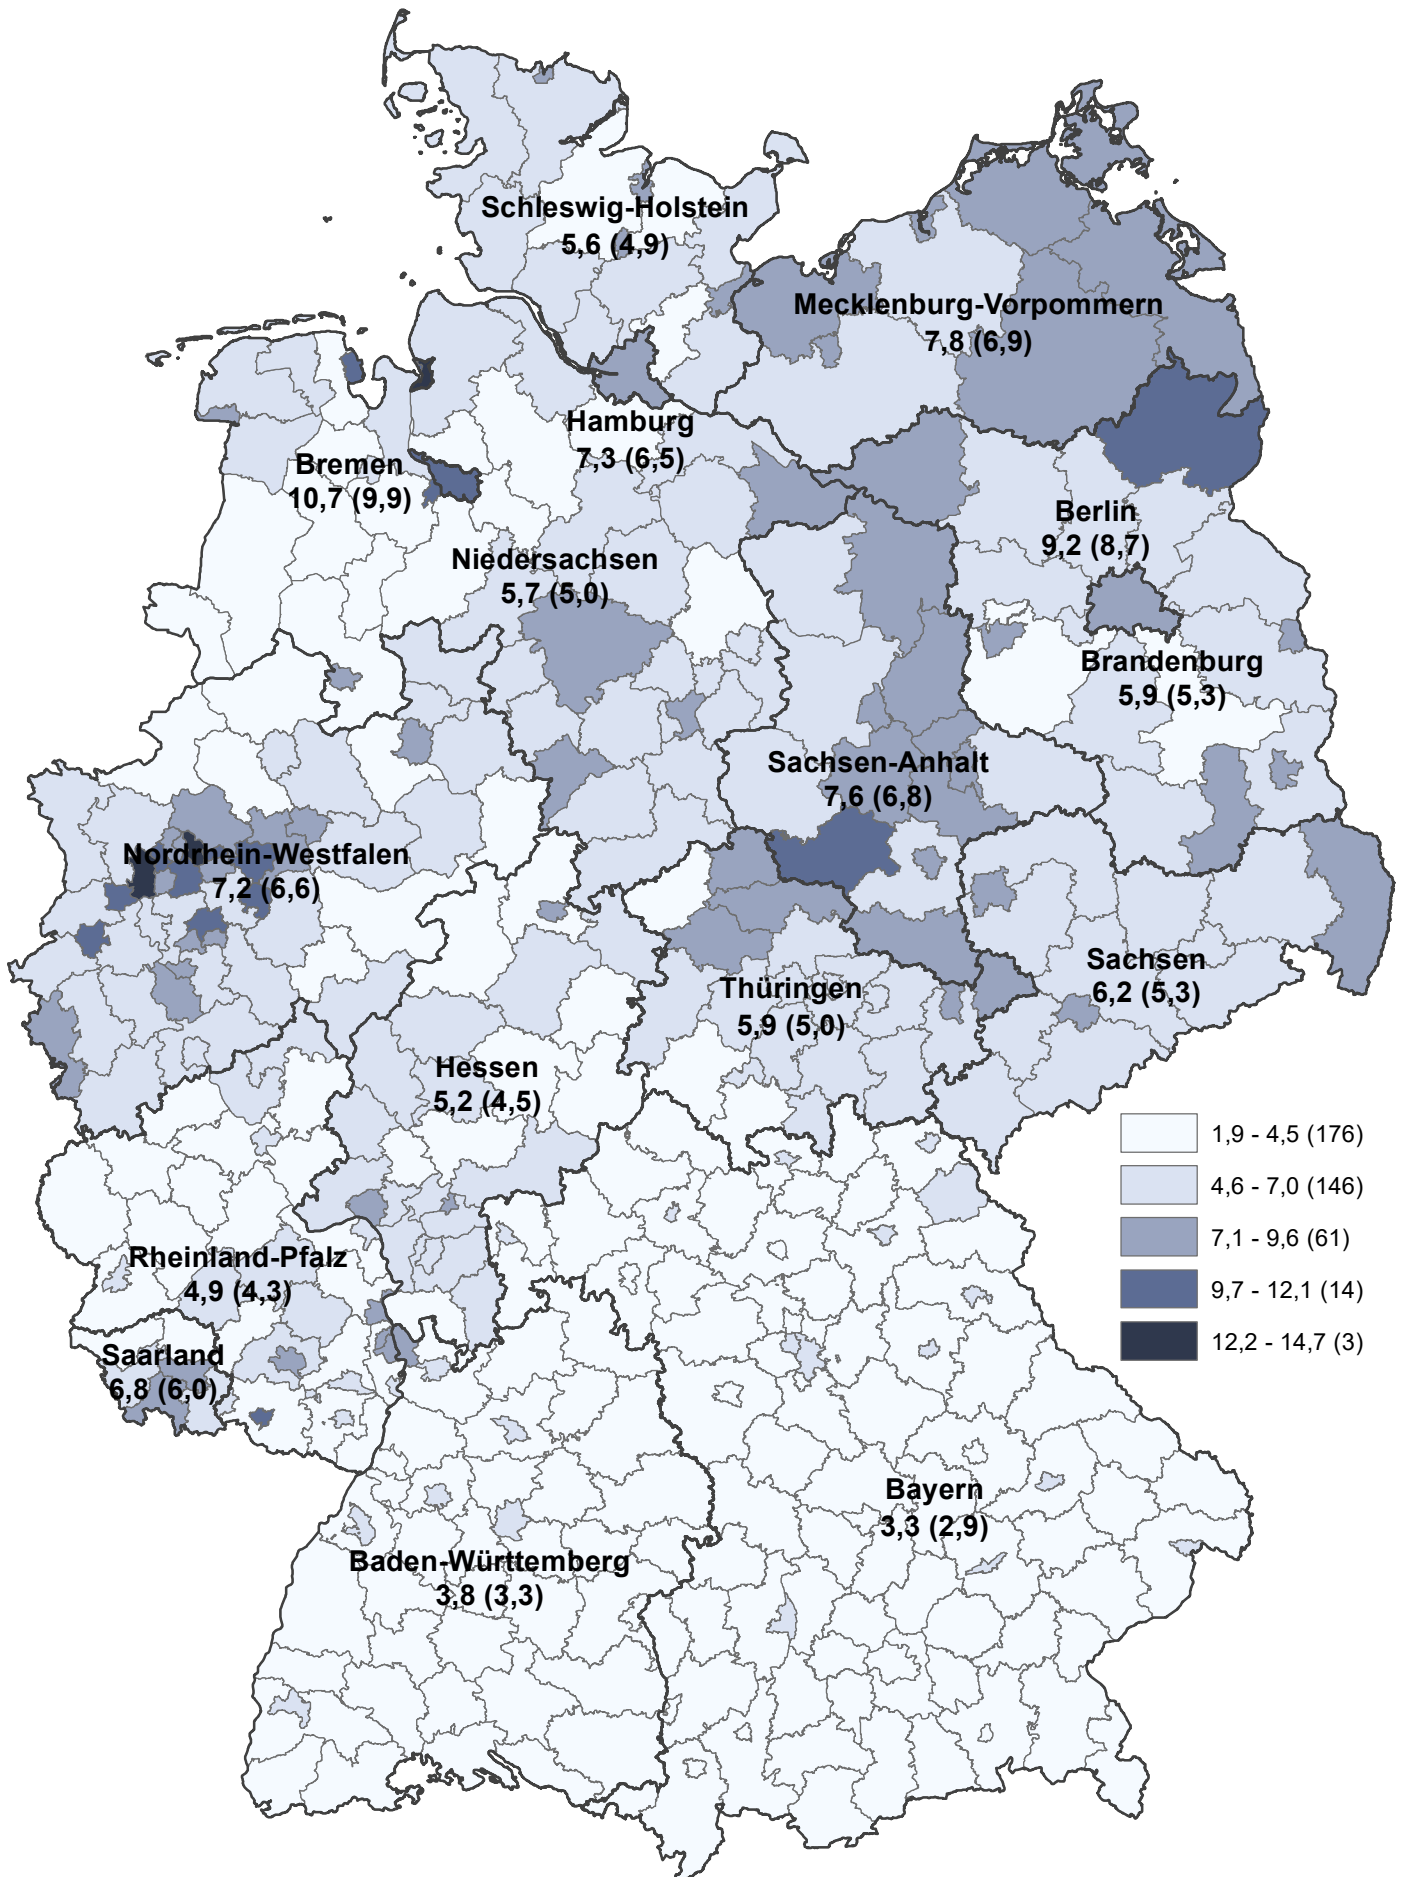 Schleswig-Holstein
5,6 (4,9)
Mecklenburg-Vorpommern
7,8 (6,9)
Hamburg
7,3 (6,5)
Bremen
10,7 (9,9)
Berlin
9,2 (8,7)
Niedersachsen
5,7 (5,0)
Brandenburg
5,9 (5,3)
Sachsen-Anhalt
7,6 (6,8)
Nordrhein-Westfalen
7,2 (6,6)
Sachsen
6,2 (5,3)
Thüringen
5,9 (5,0)
Hessen
5,2 (4,5)
1,9 - 4,5 (176)
4,6 - 7,0 (146)
7,1 - 9,6 (61)
9,7 - 12,1 (14)
12,2 - 14,7 (3)
Rheinland-Pfalz
4,9 (4,3)
Saarland
6,8 (6,0)
Bayern
3,3 (2,9)
Baden-Württemberg
3,8 (3,3)